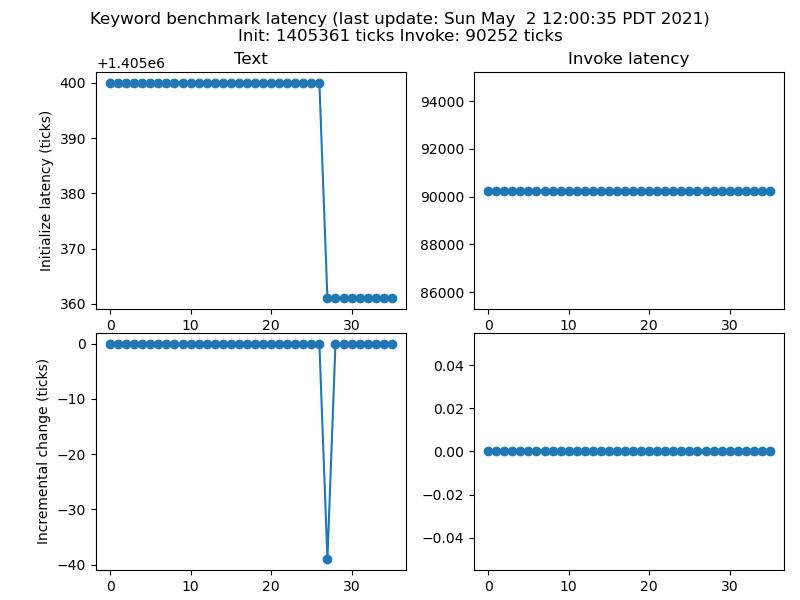 Keyword benchmark latency (last update: Sun May  2 12:00:35 PDT 2021)
Init: 1405361 ticks Invoke: 90252 ticks
+1.405e6
Text
Invoke latency
Initialize latency (ticks)
400
390
380
370
360
0 10 20 30
94000
92000
90000
88000
86000
0 10 20 30
Incremental change (ticks)
0
−10
−20
−30
−40
0 10 20 30
0.04
0.02
0.00
−0.02
−0.04
0 10 20 30